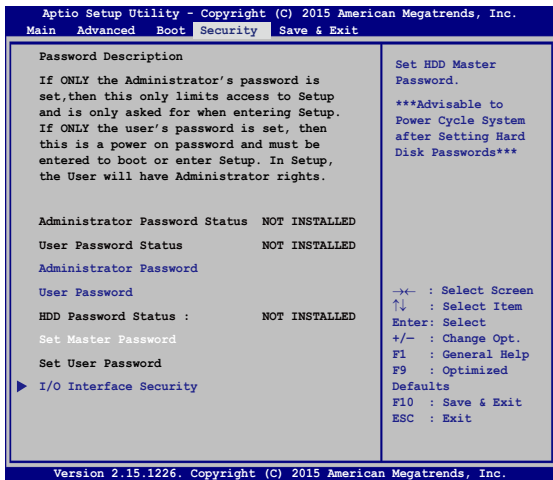 Aptio Setup Utility - Copyright (C) 2015 American Megatrends, Inc.
Main Advanced Boot Security Save & Exit
Password Description
If ONLY the Administrator's password is
set,then this only limits access to Setup
and is only asked for when entering Setup.
If ONLY the user's password is set, then
this is a power on password and must be
entered to boot or enter Setup. In Setup,
the User will have Administrator rights.
Administrator Password Status NOT INSTALLED
User Password Status NOT INSTALLED
Administrator Password
User Password
HDD Password Status : NOT INSTALLED
Set Master Password
Set User Password
I/O Interface Security
Set HDD Master
Password.
***Advisable to
Power Cycle System
after Setting Hard
Disk Passwords***
→← : Select Screen
↑↓ : Select Item
Enter: Select
+/— : Change Opt.
F1 : General Help
F9 : Optimized
Defaults
F10 : Save & Exit
ESC : Exit
Version 2.15.1226. Copyright (C) 2015 American Megatrends, Inc.